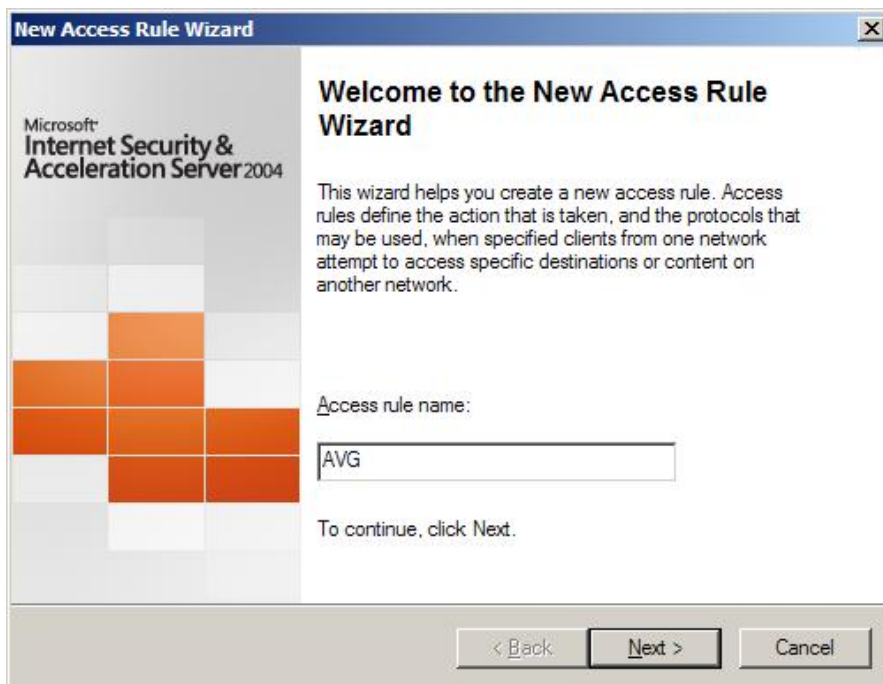 New Access Rule Wizard
Microsoft
Internet Security &
Acceleration Server 2004
Welcome to the New Access Rule
Wizard
This wizard helps you create a new access rule. Access
rules define the action that is taken, and the protocols that
may be used, when specified clients from one network
attempt to access specific destinations or content on
another network.
Access rule name:
AVG
To continue, click Next.
< Back
Next >
Cancel